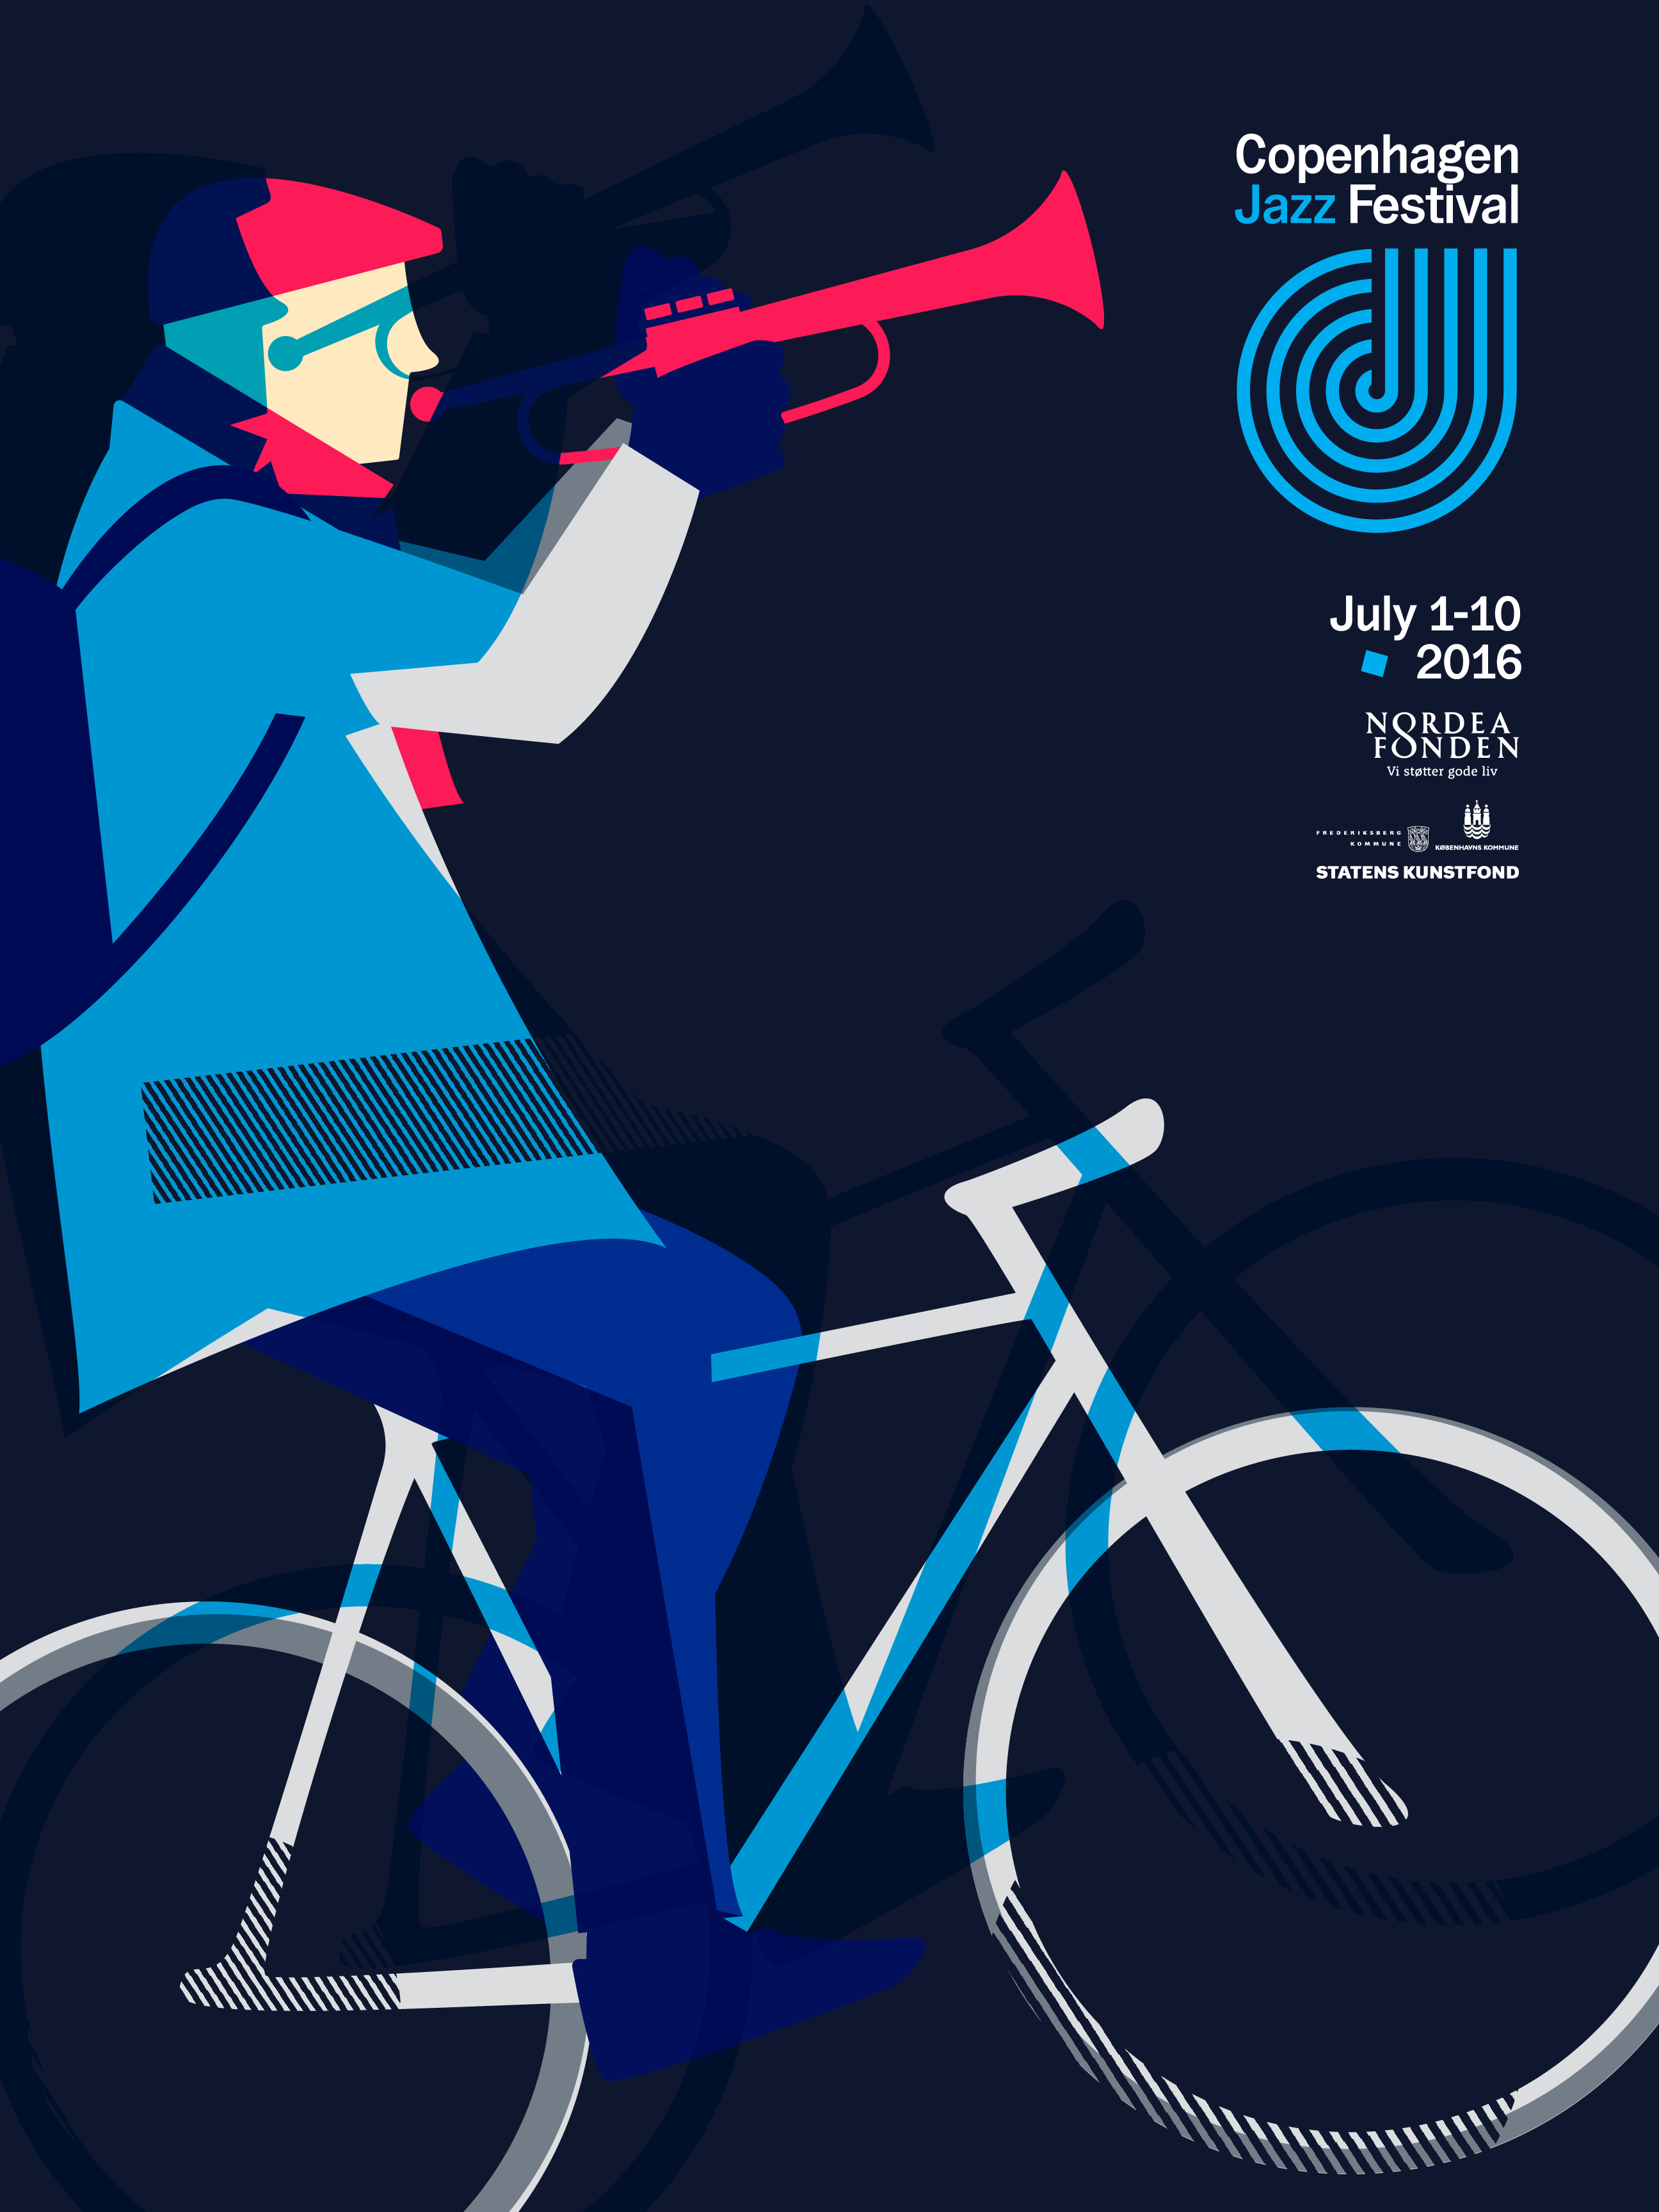 Copenhagen
Jazz Festival
July 1-10
2016
NORDEA
FONDEN
Vi støtter gode liv
FREDERIKSBERG
KOMMUNE
KØBENHAVNS KOMMUNE
STATENS KUNSTFOND